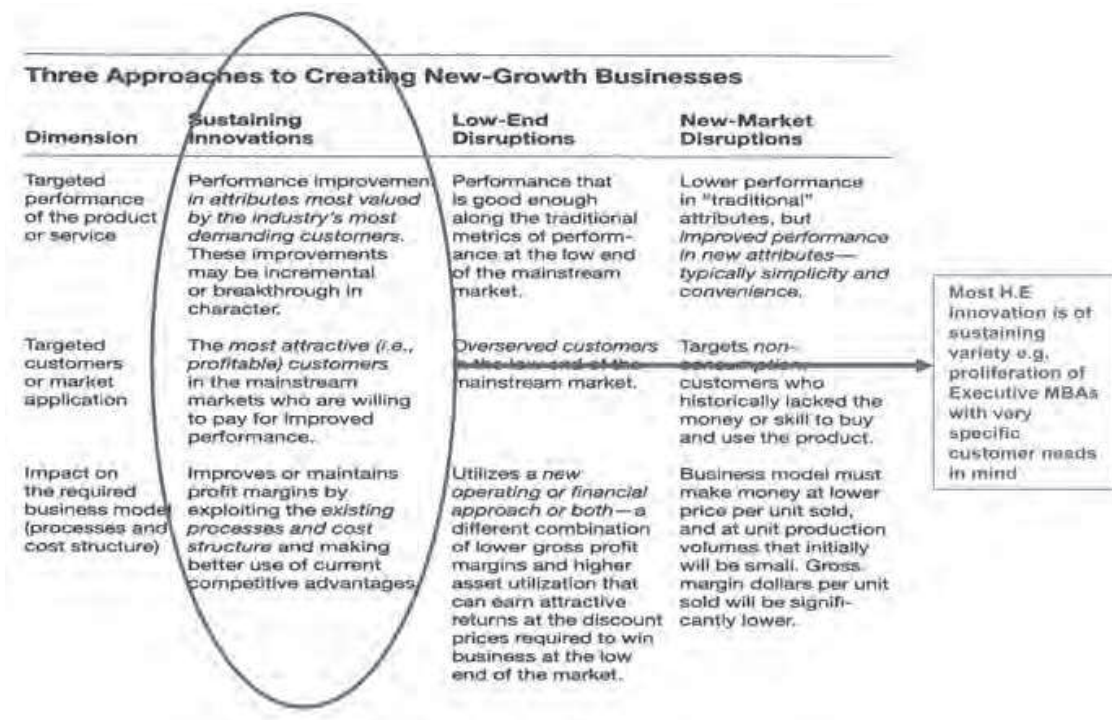 Three Approaches to Creating New-Growth Businesses
Dimension
Sustaining
Innovations
Low-End
Disruptions
New-Market
Disruptions
Targeted
performance
of the product
or service
Performance improvement
in attributes most valued
by the industry's most
demanding customers.
These improvements
may be incremental
or breakthrough in
character.
Performance that
is good enough
along the traditional
metrics of perform-
ance at the low end
of the mainstream
market.
Lower performance
in "traditional"
attributes, but
improved performance
in new attributes—
typically simplicity and
convenience.
Targeted
customers
or market
application
The most attractive (i.e.,
profitable) customers
in the mainstream
markets who are willing
to pay for improved
performance.
Overserved customers
in the low end of the
mainstream market.
Targets non-
consumption:
customers who
historically lacked the
money or skill to buy
and use the product.
Impact on
the required
business model
(processes and
cost structure)
Improves or maintains
profit margins by
exploiting the existing
processes and cost
structure and making
better use of current
competitive advantages.
Utilizes a new
operating or financial
approach or both—a
different combination
of lower gross profit
margins and higher
asset utilization that
can earn attractive
returns at the discount
prices required to win
business at the low
end of the market.
Business model must
make money at lower
price per unit sold,
and at unit production
volumes that initially
will be small. Gross
margin dollars per unit
sold will be signifi-
cantly lower.
Most H.E
innovation is of
sustaining
variety e.g.
proliferation of
Executive MBAs
with very
specific
customer needs
in mind